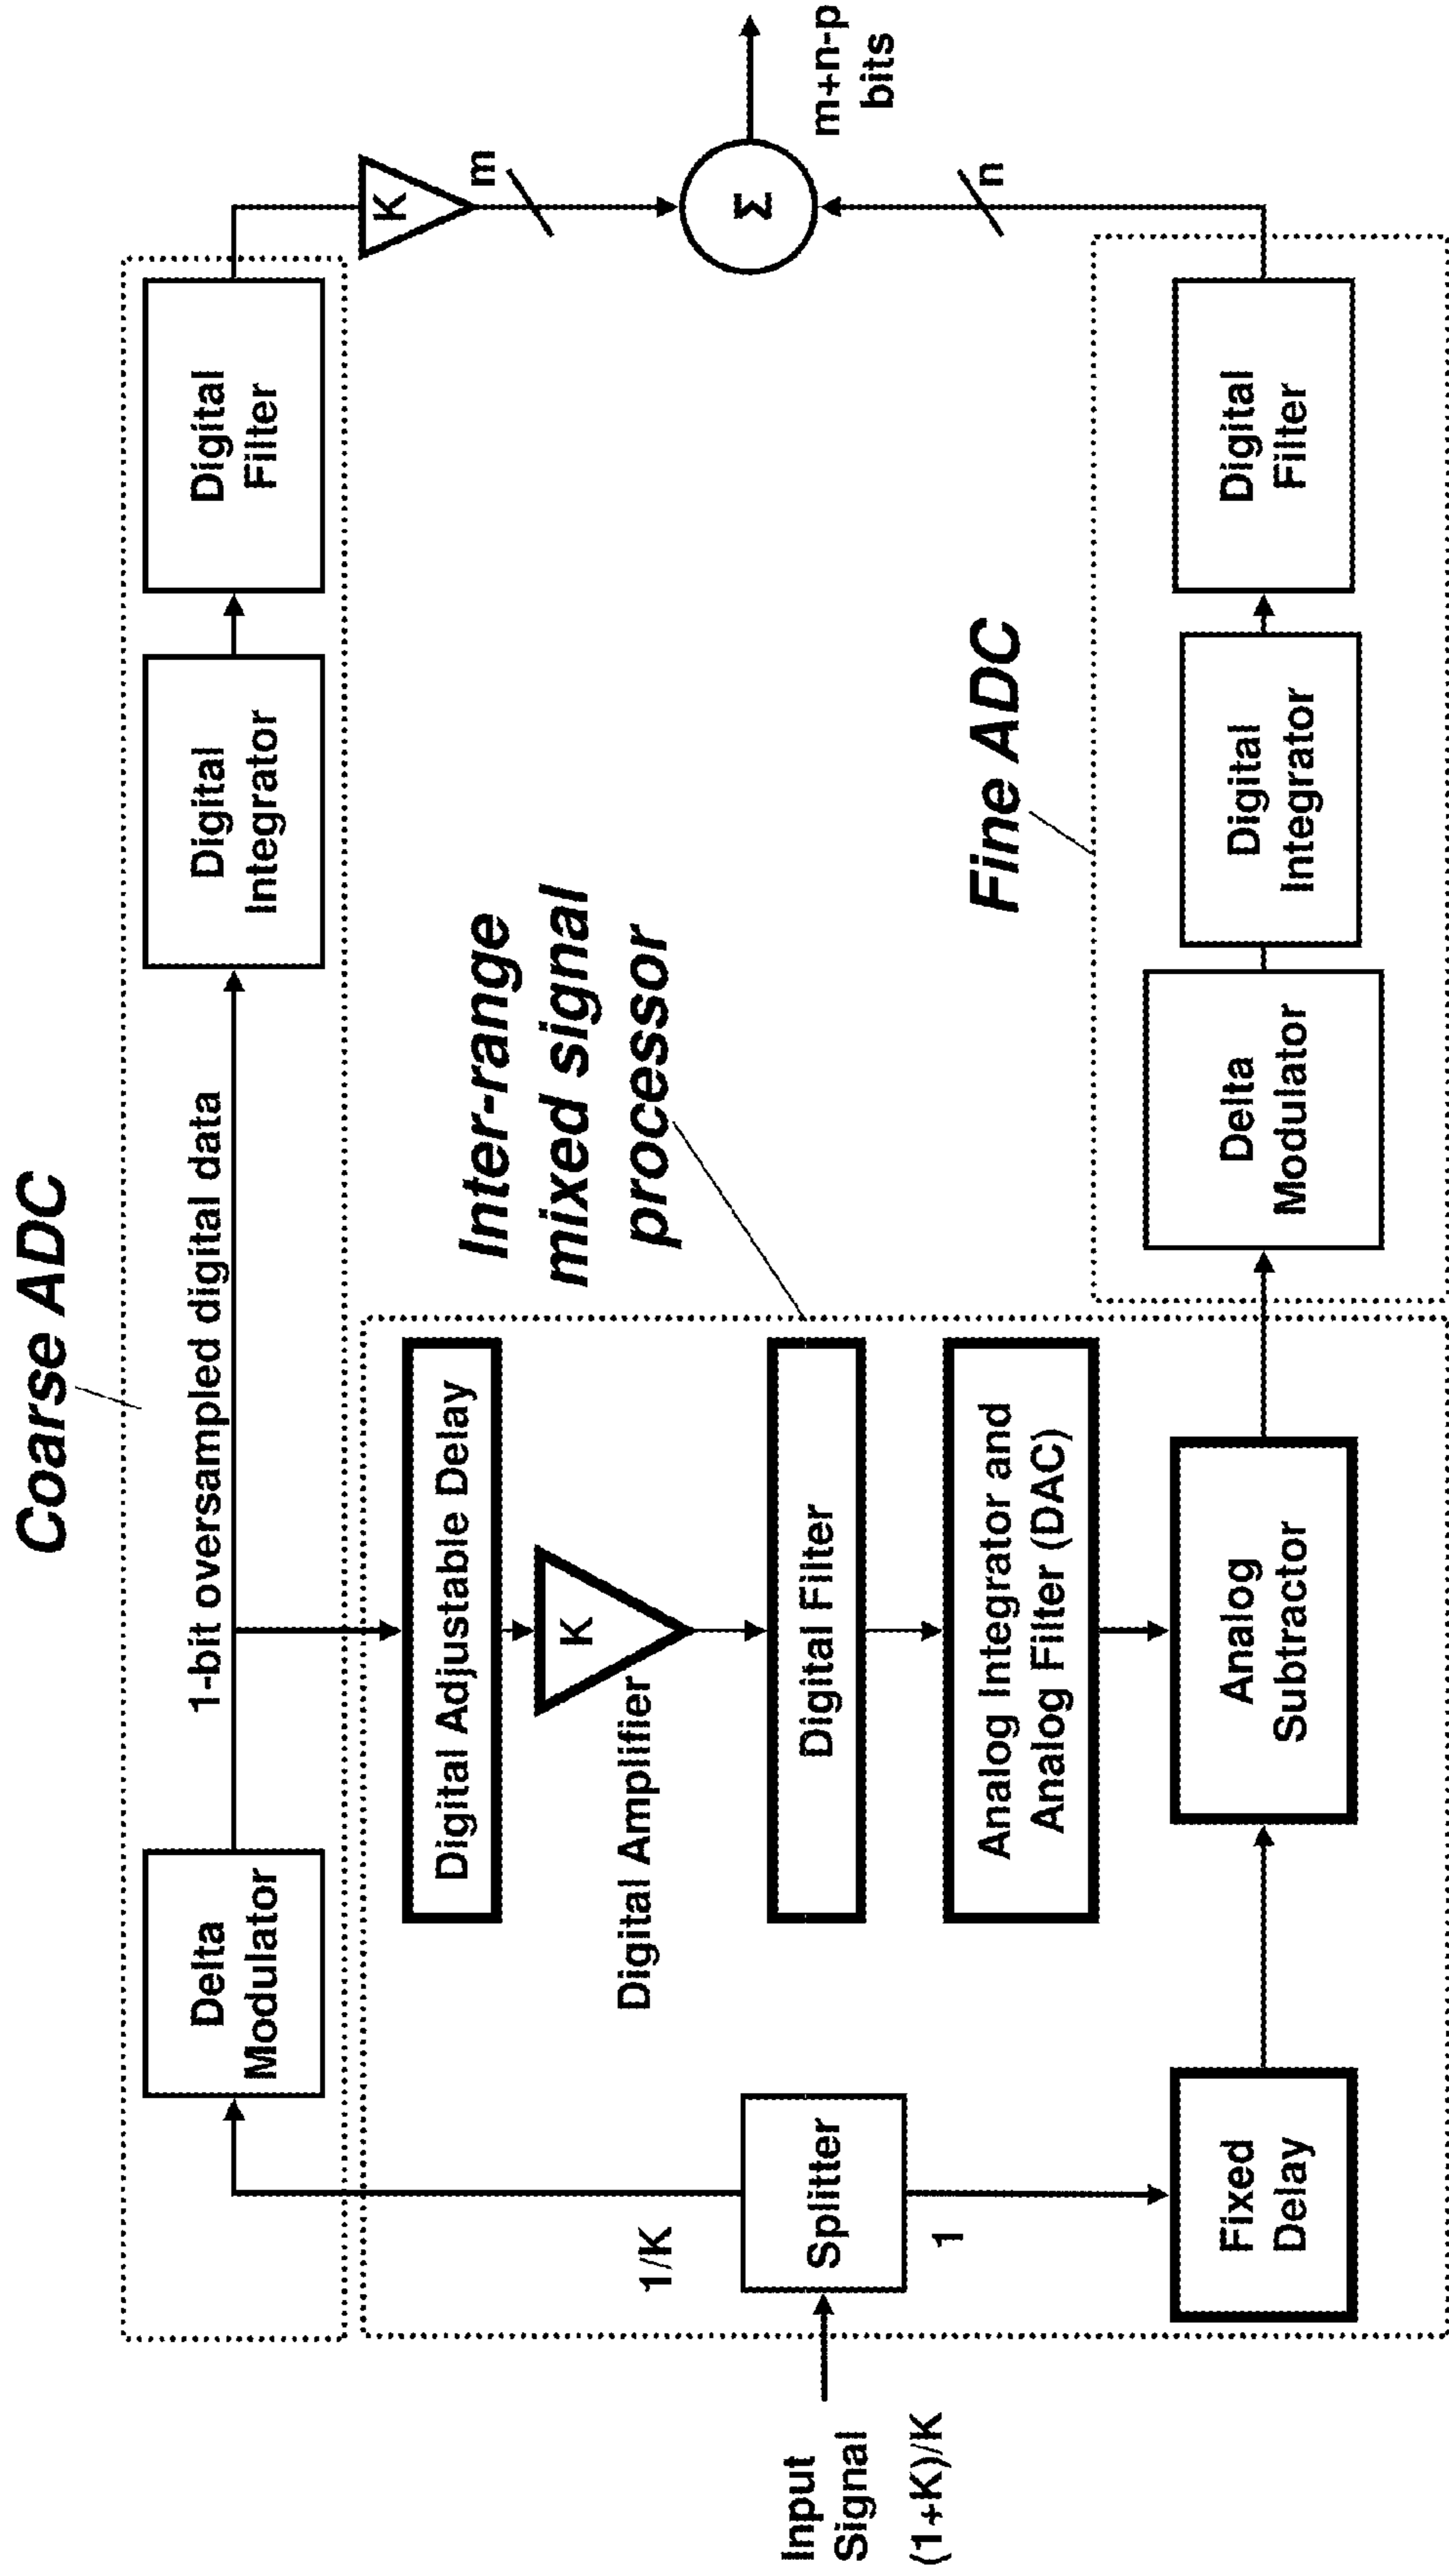 Coarse ADC
Delta
Modulator
1-bit oversampled digital data
Digital
Integrator
Digital
Filter
K
m
Σ
m+n-p
bits
n
Inter-range
mixed signal
processor
Digital Adjustable Delay
K
Digital Amplifier
Digital Filter
Analog Integrator and
Analog Filter (DAC)
Analog
Subtractor
Input
Signal
(1+K)/K
1/K
Splitter
1
Fixed
Delay
Fine ADC
Delta
Modulator
Digital
Integrator
Digital
Filter